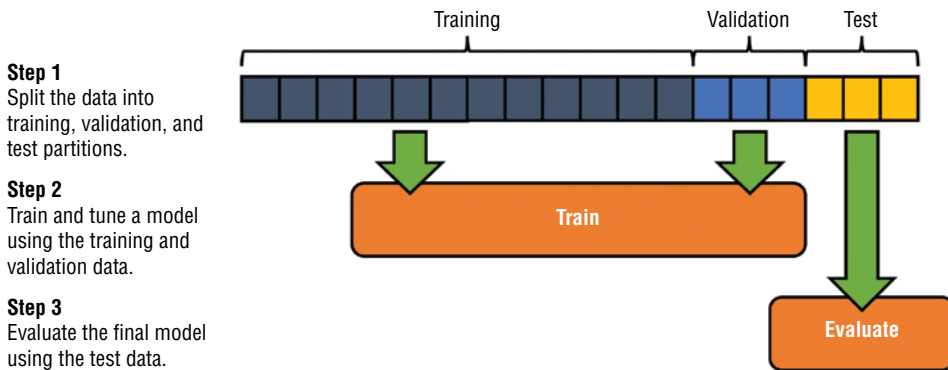 Training
Validation
Test
Step 1
Split the data into
training, validation, and
test partitions.
Step 2
Train and tune a model
using the training and
validation data.
Train
Step 3
Evaluate the final model
using the test data.
Evaluate